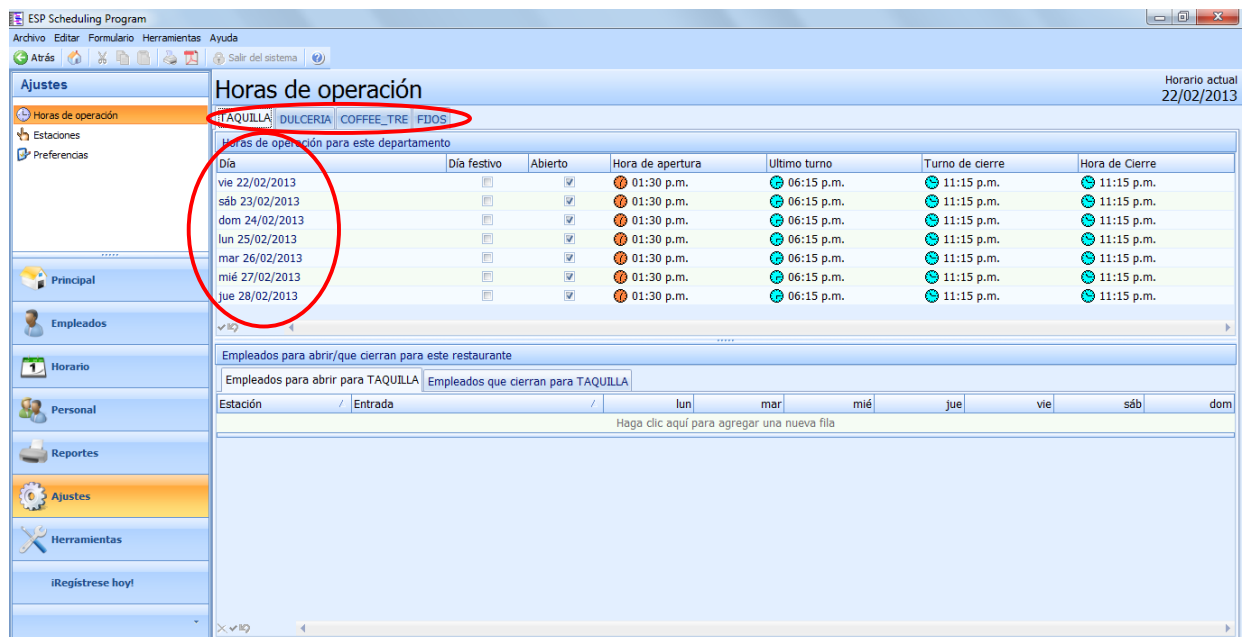 ESP Scheduling Program
Archivo Editar Formulario Herramientas Ayuda
Atrás Salir del sistema
Ajustes
Horas de operación
Estaciones
Preferencias
Principal
Empleados
1 Horario
Personal
Reportes
Ajustes
Herramientas
¡Regístrese hoy!
Horas de operación
Horario actual
22/02/2013
TAQUILLA DULCERIA COFFEE_TRE FIJOS
Horas de operación para este departamento
Día Día festivo Abierto Hora de apertura Ultimo turno Turno de cierre Hora de Cierre
vie 22/02/2013 01:30 p.m. 06:15 p.m. 11:15 p.m. 11:15 p.m.
sáb 23/02/2013 01:30 p.m. 06:15 p.m. 11:15 p.m. 11:15 p.m.
dom 24/02/2013 01:30 p.m. 06:15 p.m. 11:15 p.m. 11:15 p.m.
lun 25/02/2013 01:30 p.m. 06:15 p.m. 11:15 p.m. 11:15 p.m.
mar 26/02/2013 01:30 p.m. 06:15 p.m. 11:15 p.m. 11:15 p.m.
mié 27/02/2013 01:30 p.m. 06:15 p.m. 11:15 p.m. 11:15 p.m.
jue 28/02/2013 01:30 p.m. 06:15 p.m. 11:15 p.m. 11:15 p.m.
Empleados para abrir/que cierran para este restaurante
Empleados para abrir para TAQUILLA Empleados que cierran para TAQUILLA
Estación Entrada lun mar mié jue vie sáb dom
Haga clic aquí para agregar una nueva fila